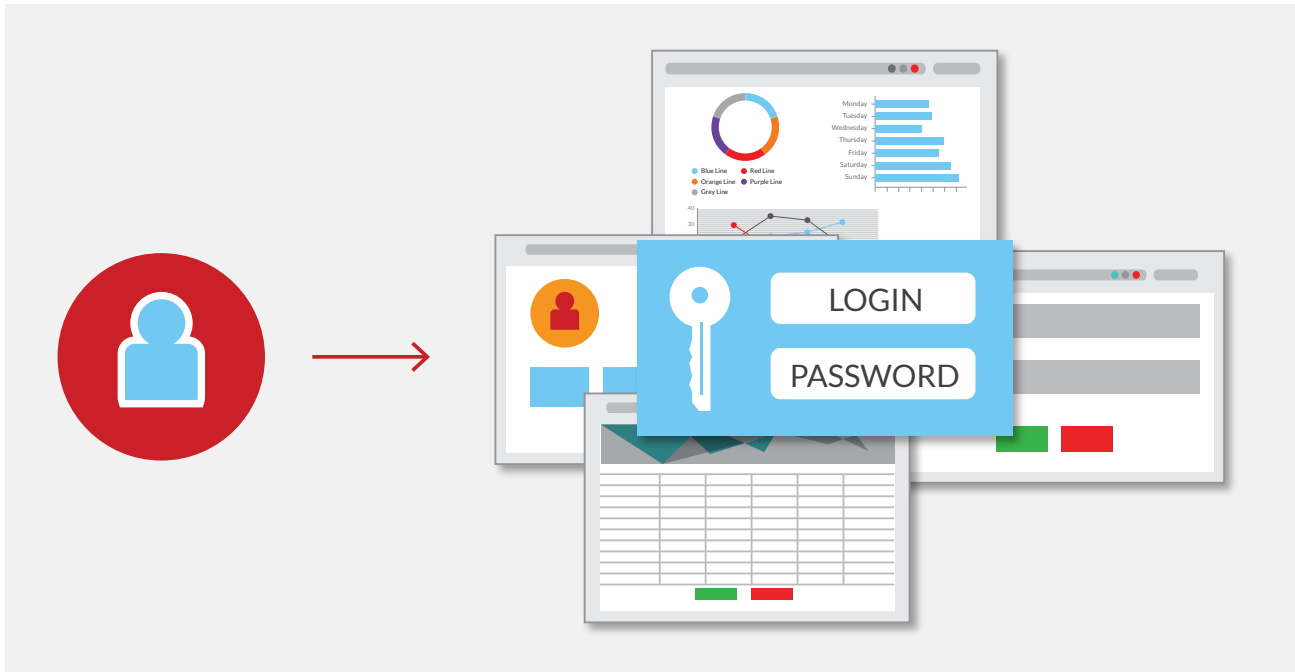 Monday
Tuesday
Wednesday
Thursday
Friday
Saturday
Sunday
Blue Line
Red Line
Orange Line
Purple Line
Grey Line
40
30
LOGIN
PASSWORD